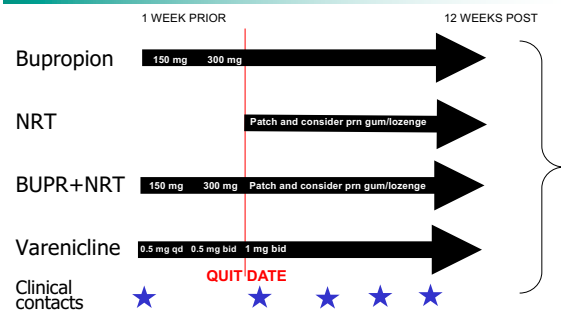 1 WEEK PRIOR 12 WEEKS POST
Bupropion 150 mg 300 mg
NRT Patch and consider prn gum/lozenge
BUPR+NRT 150 mg 300 mg Patch and consider prn gum/lozenge
Varenicline 0.5 mg qd 0.5 mg bid 1 mg bid
QUIT DATE
Clinical
contacts